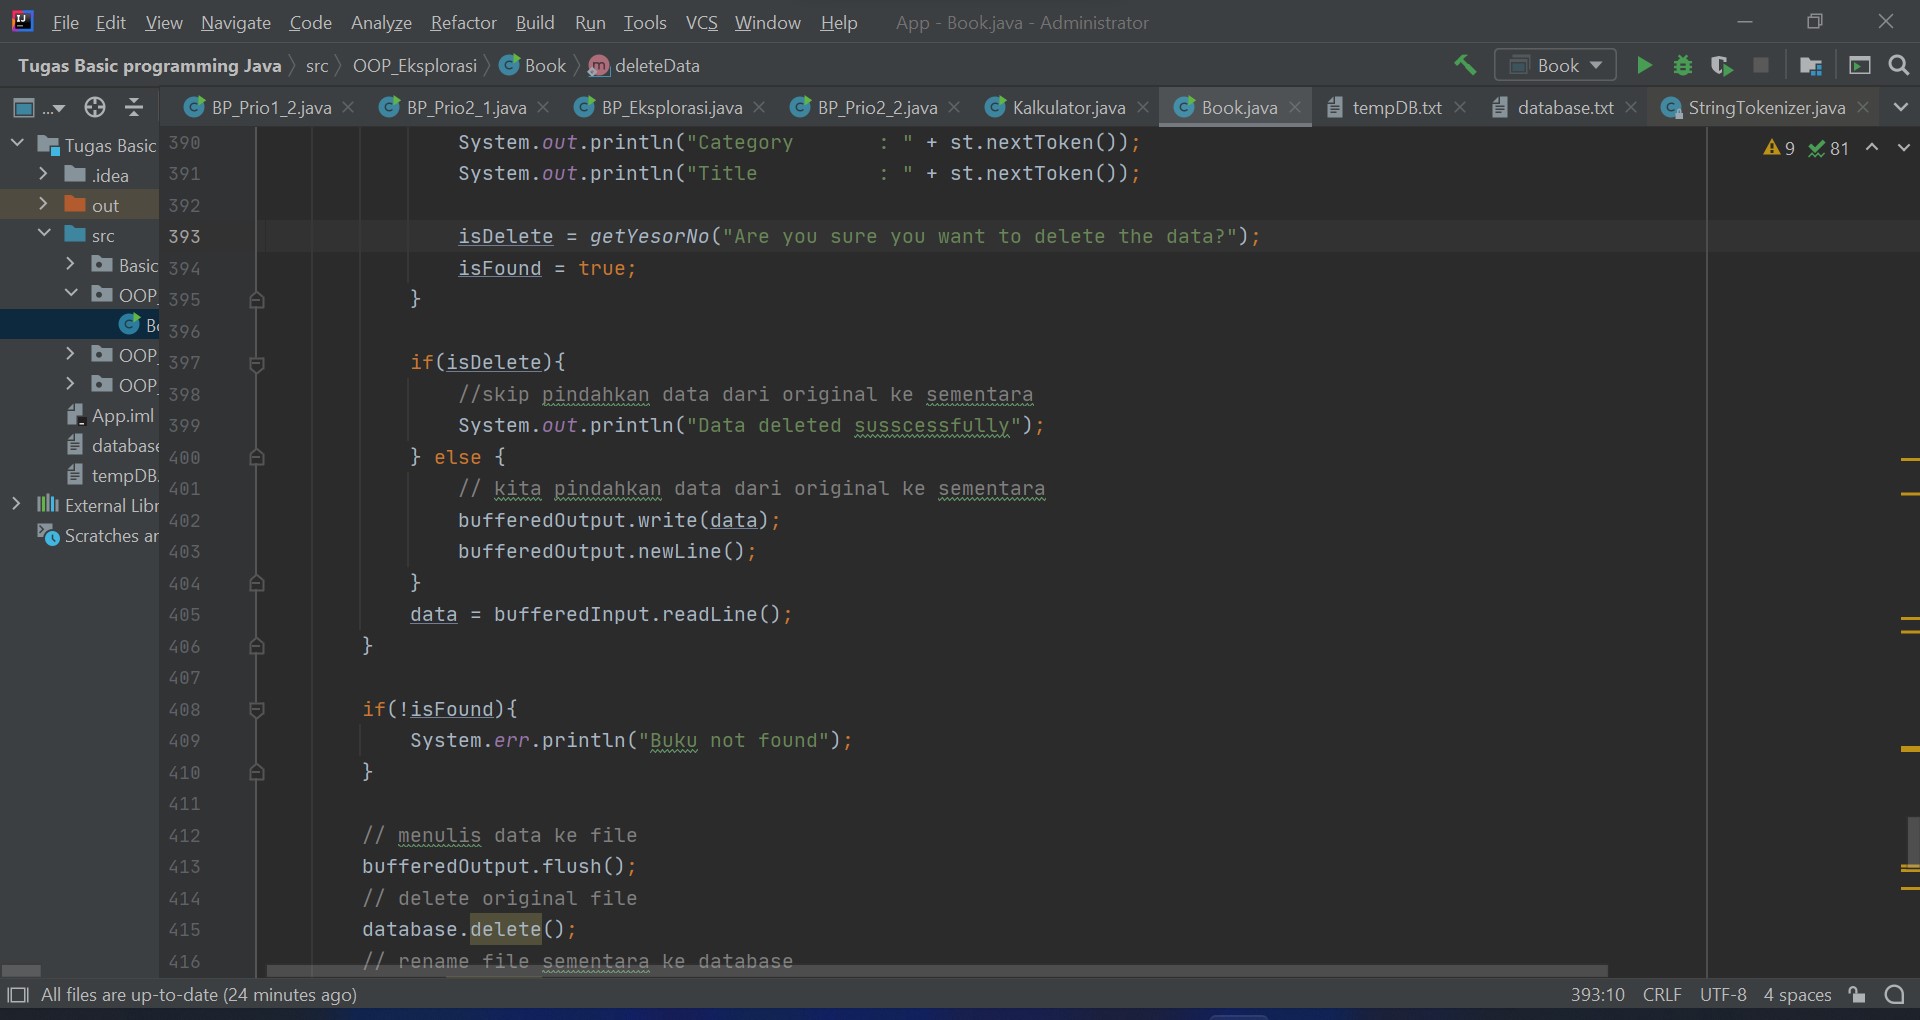 File Edit View Navigate Code Analyze Refactor Build Run Tools VCS Window Help App - Book.java - Administrator
Tugas Basic programming Java src OOP_Eksplorasi Book deleteData Book
... BP_Prio1_2.java BP_Prio2_1.java BP_Eksplorasi.java BP_Prio2_2.java Kalkulator.java Book.java tempDB.txt database.txt StringTokenizer.java
Tugas Basic
.idea
out
src
Basic
OOP_
Bo
OOP_
OOP_
App.iml
database
tempDB.
External Libr
Scratches an
9 81
390 System.out.println("Category       : " + st.nextToken());
391 System.out.println("Title          : " + st.nextToken());
392
393 isDelete = getYesorNo("Are you sure you want to delete the data?");
394 isFound = true;
395 }
396
397 if(isDelete){
398 //skip pindahkan data dari original ke sementara
399 System.out.println("Data deleted susscessfully");
400 } else {
401 // kita pindahkan data dari original ke sementara
402 bufferedOutput.write(data);
403 bufferedOutput.newLine();
404 }
405 data = bufferedInput.readLine();
406 }
407
408 if(!isFound){
409 System.err.println("Buku not found");
410 }
411
412 // menulis data ke file
413 bufferedOutput.flush();
414 // delete original file
415 database.delete();
416 // rename file sementara ke database
All files are up-to-date (24 minutes ago) 393:10 CRLF UTF-8 4 spaces